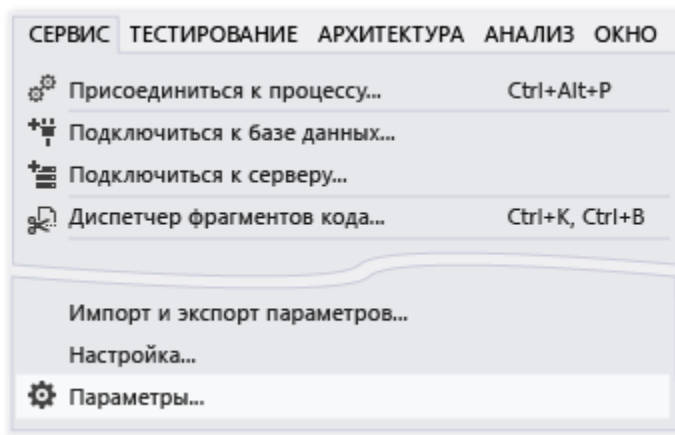 СЕРВИС ТЕСТИРОВАНИЕ АРХИТЕКТУРА АНАЛИЗ ОКНО
Присоединиться к процессу... Ctrl+Alt+P
Подключиться к базе данных...
Подключиться к серверу...
Диспетчер фрагментов кода... Ctrl+K, Ctrl+B
Импорт и экспорт параметров...
Настройка...
Параметры...